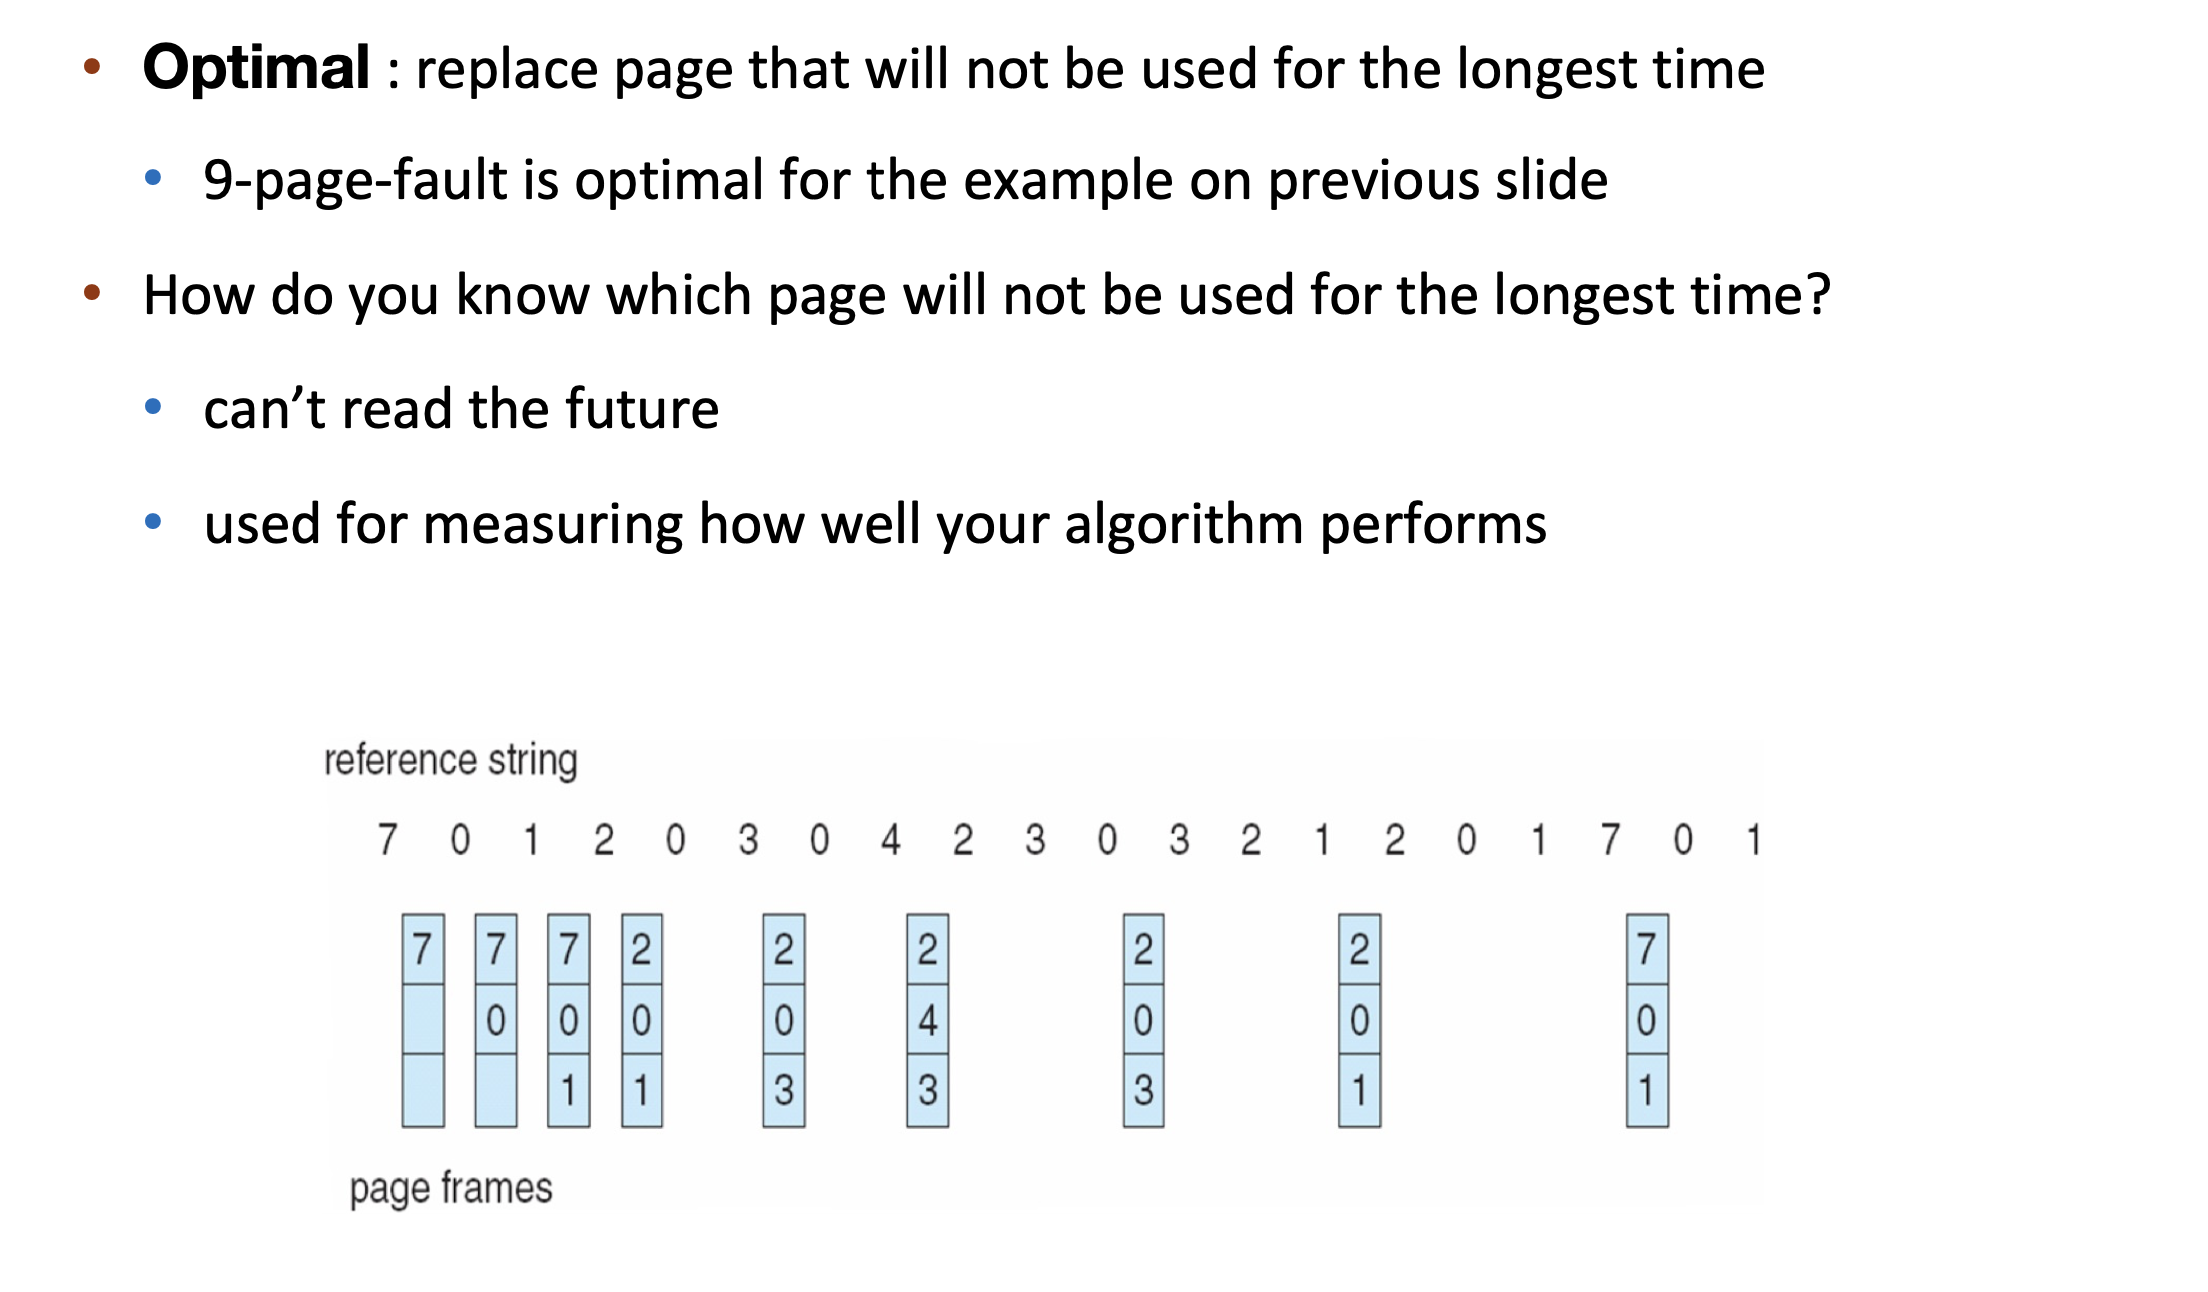 • Optimal : replace page that will not be used for the longest time
• 9-page-fault is optimal for the example on previous slide
• How do you know which page will not be used for the longest time?
• can’t read the future
• used for measuring how well your algorithm performs
reference string
7 0 1 2 0 3 0 4 2 3 0 3 2 1 2 0 1 7 0 1
7 7 7 2 2 2 2 2 7
0 0 0 0 4 0 0 0
1 1 3 3 3 1 1
page frames